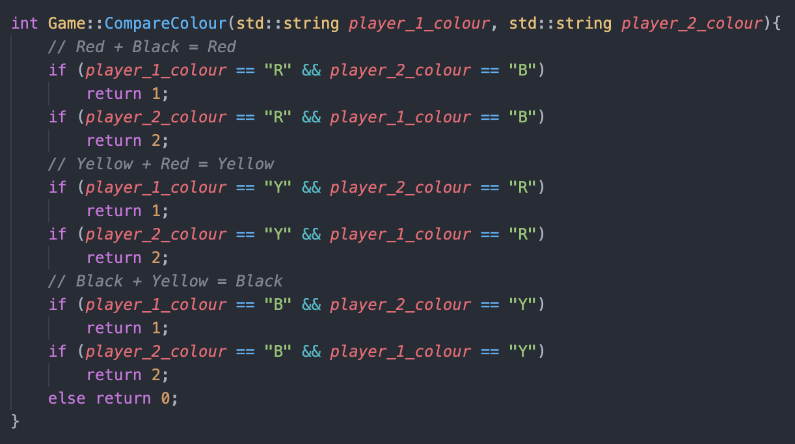 int Game::CompareColour(std::string player_1_colour, std::string player_2_colour){
    // Red + Black = Red
    if (player_1_colour == "R" && player_2_colour == "B")
        return 1;
    if (player_2_colour == "R" && player_1_colour == "B")
        return 2;
    // Yellow + Red = Yellow
    if (player_1_colour == "Y" && player_2_colour == "R")
        return 1;
    if (player_2_colour == "Y" && player_1_colour == "R")
        return 2;
    // Black + Yellow = Black
    if (player_1_colour == "B" && player_2_colour == "Y")
        return 1;
    if (player_2_colour == "B" && player_1_colour == "Y")
        return 2;
    else return 0;
}